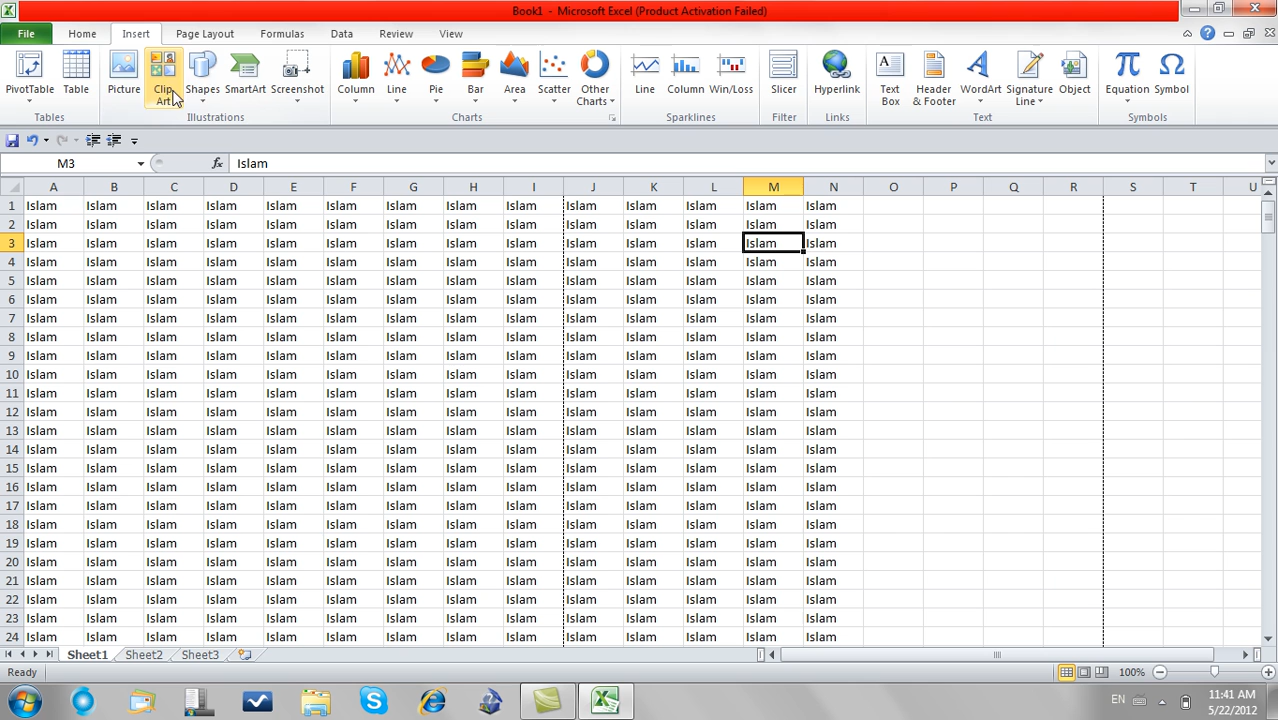 Book1 - Microsoft Excel (Product Activation Failed)
File Home Insert Page Layout Formulas Data Review View
PivotTable Table Picture Clip Art Shapes SmartArt Screenshot Column Line Pie Bar Area Scatter Other Charts Line Column Win/Loss Slicer Hyperlink Text Box Header & Footer WordArt Signature Line Object Equation Symbol
Tables Illustrations Charts Sparklines Filter Links Text Symbols
M3 fx Islam
A B C D E F G H I J K L M N O P Q R S T U
1 Islam Islam Islam Islam Islam Islam Islam Islam Islam Islam Islam Islam Islam Islam
2 Islam Islam Islam Islam Islam Islam Islam Islam Islam Islam Islam Islam Islam Islam
3 Islam Islam Islam Islam Islam Islam Islam Islam Islam Islam Islam Islam Islam Islam
4 Islam Islam Islam Islam Islam Islam Islam Islam Islam Islam Islam Islam Islam Islam
5 Islam Islam Islam Islam Islam Islam Islam Islam Islam Islam Islam Islam Islam Islam
6 Islam Islam Islam Islam Islam Islam Islam Islam Islam Islam Islam Islam Islam Islam
7 Islam Islam Islam Islam Islam Islam Islam Islam Islam Islam Islam Islam Islam Islam
8 Islam Islam Islam Islam Islam Islam Islam Islam Islam Islam Islam Islam Islam Islam
9 Islam Islam Islam Islam Islam Islam Islam Islam Islam Islam Islam Islam Islam Islam
10 Islam Islam Islam Islam Islam Islam Islam Islam Islam Islam Islam Islam Islam Islam
11 Islam Islam Islam Islam Islam Islam Islam Islam Islam Islam Islam Islam Islam Islam
12 Islam Islam Islam Islam Islam Islam Islam Islam Islam Islam Islam Islam Islam Islam
13 Islam Islam Islam Islam Islam Islam Islam Islam Islam Islam Islam Islam Islam Islam
14 Islam Islam Islam Islam Islam Islam Islam Islam Islam Islam Islam Islam Islam Islam
15 Islam Islam Islam Islam Islam Islam Islam Islam Islam Islam Islam Islam Islam Islam
16 Islam Islam Islam Islam Islam Islam Islam Islam Islam Islam Islam Islam Islam Islam
17 Islam Islam Islam Islam Islam Islam Islam Islam Islam Islam Islam Islam Islam Islam
18 Islam Islam Islam Islam Islam Islam Islam Islam Islam Islam Islam Islam Islam Islam
19 Islam Islam Islam Islam Islam Islam Islam Islam Islam Islam Islam Islam Islam Islam
20 Islam Islam Islam Islam Islam Islam Islam Islam Islam Islam Islam Islam Islam Islam
21 Islam Islam Islam Islam Islam Islam Islam Islam Islam Islam Islam Islam Islam Islam
22 Islam Islam Islam Islam Islam Islam Islam Islam Islam Islam Islam Islam Islam Islam
23 Islam Islam Islam Islam Islam Islam Islam Islam Islam Islam Islam Islam Islam Islam
24 Islam Islam Islam Islam Islam Islam Islam Islam Islam Islam Islam Islam Islam Islam
Sheet1 Sheet2 Sheet3
Ready 100%
EN 11:41 AM
5/22/2012